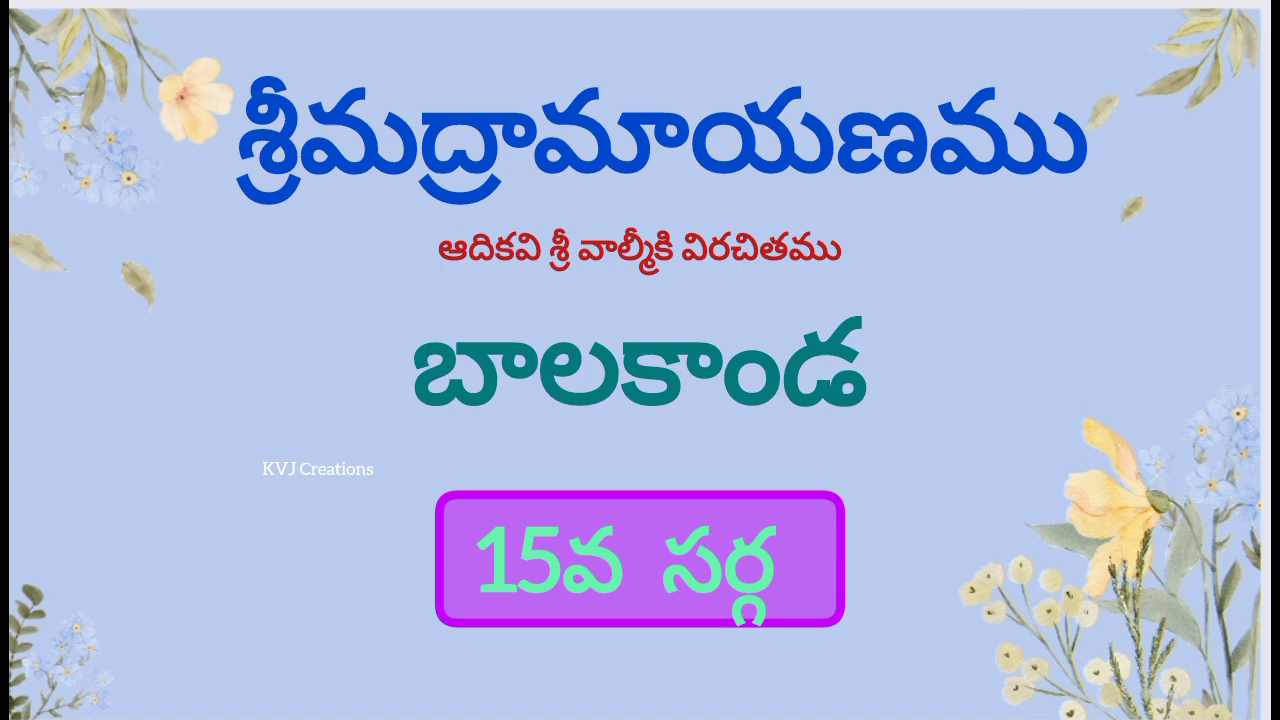 శ్రీమద్రామాయణము
ఆదికవి శ్రీ వాల్మీకి విరచితము
బాలకాండ
KVJ Creations
15వ సర్గ